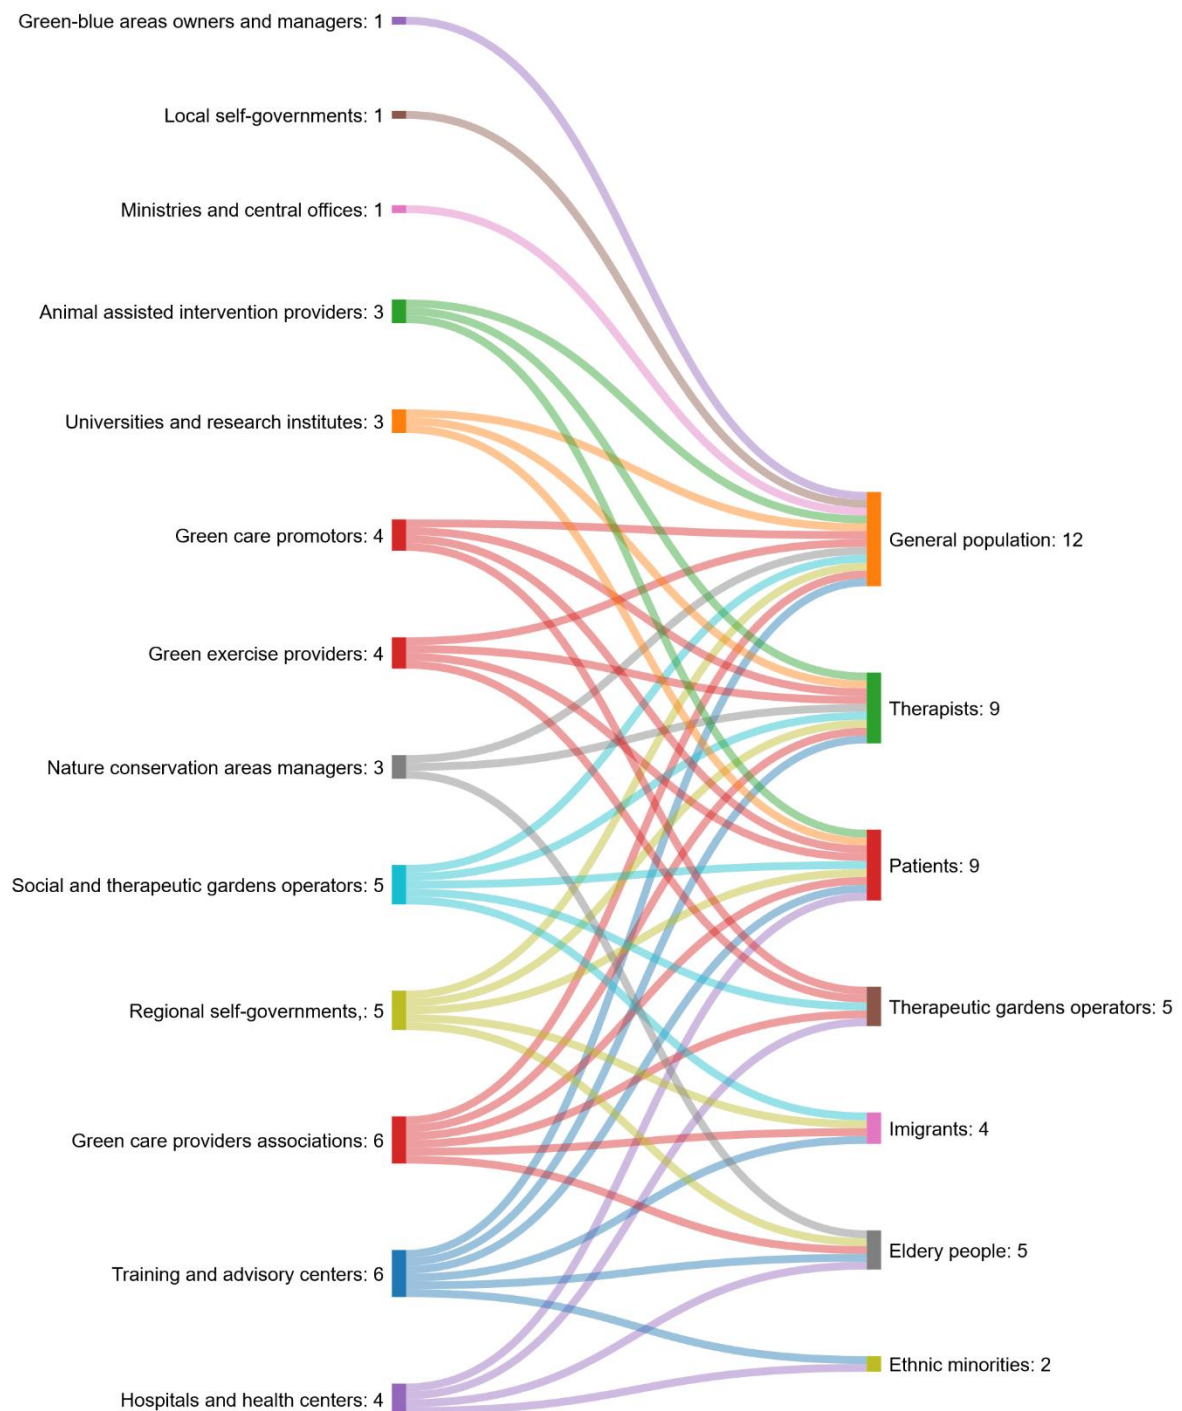 Green-blue areas owners and managers: 1
Local self-governments: 1
Ministries and central offices: 1
Animal assisted intervention providers: 3
Universities and research institutes: 3
Green care promotors: 4
Green exercise providers: 4
Nature conservation areas managers: 3
Social and therapeutic gardens operators: 5
Regional self-governments,: 5
Green care providers associations: 6
Training and advisory centers: 6
Hospitals and health centers: 4
General population: 12
Therapists: 9
Patients: 9
Therapeutic gardens operators: 5
Imigrants: 4
Eldery people: 5
Ethnic minorities: 2